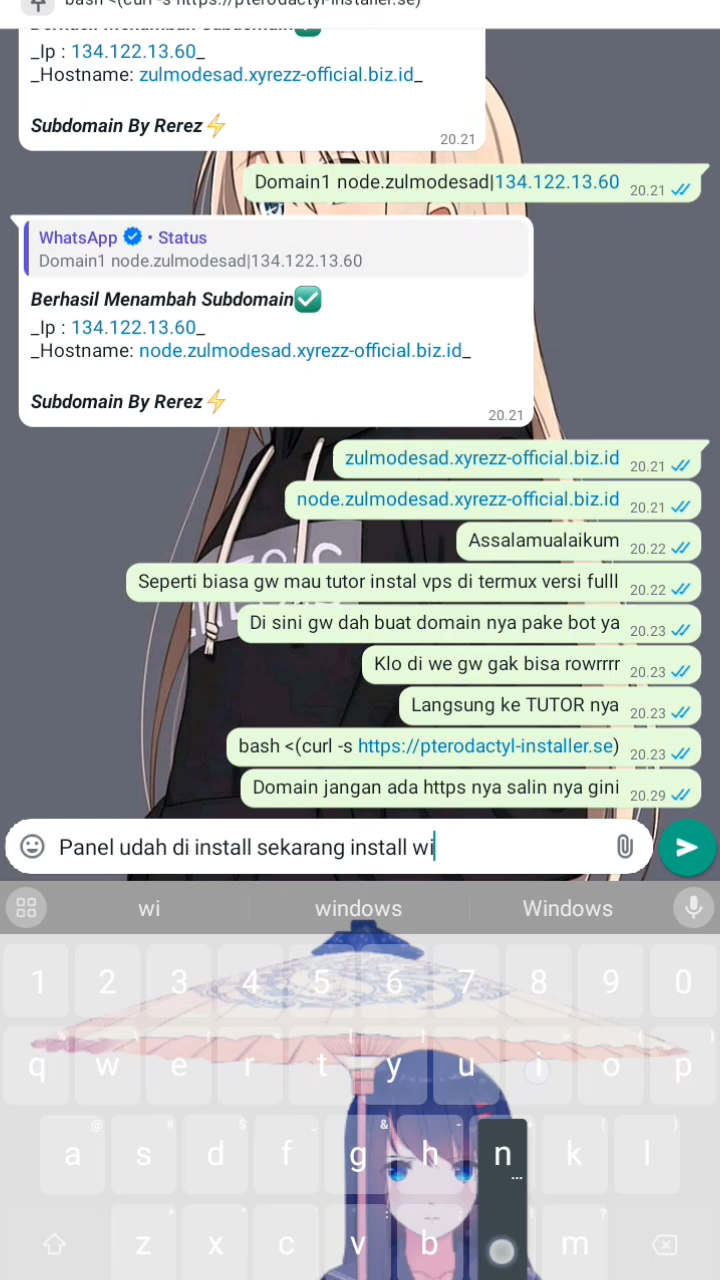 bash <(curl -s https://pterodactyl-installer.se)
_Ip : 134.122.13.60_
_Hostname: zulmodesad.xyrezz-official.biz.id_
Subdomain By Rerez⚡
20.21
Domain1 node.zulmodesad|134.122.13.60 20.21
WhatsApp • Status
Domain1 node.zulmodesad|134.122.13.60
Berhasil Menambah Subdomain✅
_Ip : 134.122.13.60_
_Hostname: node.zulmodesad.xyrezz-official.biz.id_
Subdomain By Rerez⚡
20.21
zulmodesad.xyrezz-official.biz.id 20.21
node.zulmodesad.xyrezz-official.biz.id 20.21
Assalamualaikum 20.22
Seperti biasa gw mau tutor instal vps di termux versi fulll 20.22
Di sini gw dah buat domain nya pake bot ya 20.23
Klo di we gw gak bisa rowrrrr 20.23
Langsung ke TUTOR nya 20.23
bash <(curl -s https://pterodactyl-installer.se) 20.23
Domain jangan ada https nya salin nya gini 20.29
Panel udah di install sekarang install wi
wi windows Windows
1 2 3 4 5 6 7 8 9 0
q w e r t y u i o p
a s d f g h n k l
z x c v b m